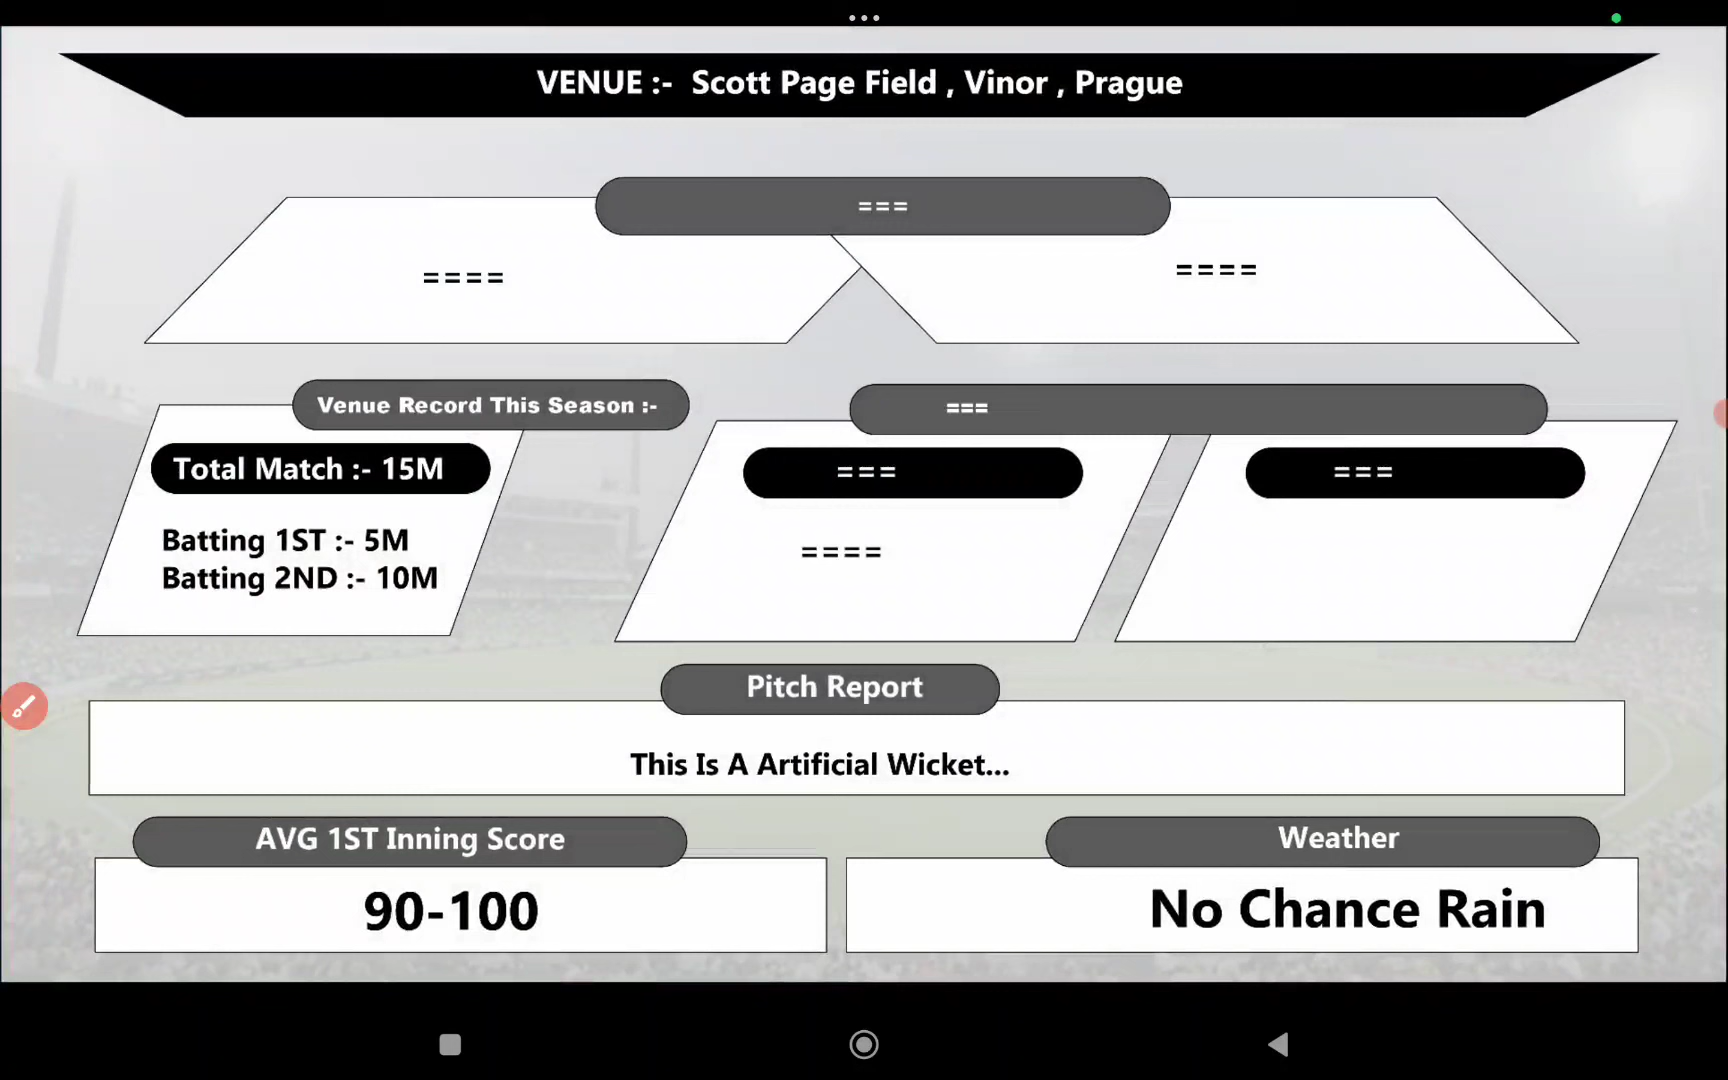 VENUE :-  Scott Page Field , Vinor , Prague
===
====
====
Venue Record This Season :-
Total Match :- 15M
Batting 1ST :- 5M
Batting 2ND :- 10M
===
===
====
===
Pitch Report
This Is A Artificial Wicket...
AVG 1ST Inning Score
90-100
Weather
No Chance Rain